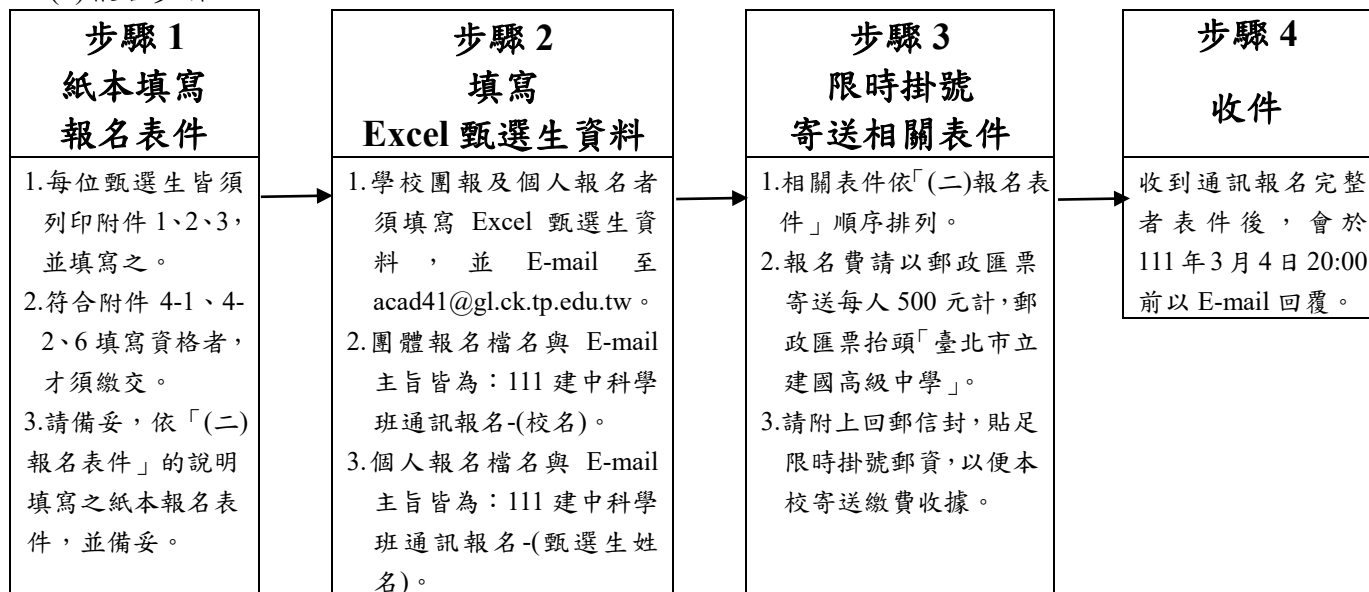 步驟 1
紙本填寫
報名表件
1.每位甄選生皆須
列印附件 1、2、3,
並填寫之。
2.符合附件 4-1、4-
2、6 填寫資格者,
才須繳交。
3.請備妥,依「(二)
報名表件」的說明
填寫之紙本報名表
件,並備妥。
步驟 2
填寫
Excel 甄選生資料
1.學校團報及個人報名者
須填寫 Excel 甄選生資
料,並 E-mail 至
acad41@gl.ck.tp.edu.tw。
2.團體報名檔名與 E-mail
主旨皆為:111 建中科學
班通訊報名-(校名)。
3.個人報名檔名與 E-mail
主旨皆為:111 建中科學
班通訊報名-(甄選生姓
名)。
步驟 3
限時掛號
寄送相關表件
1.相關表件依「(二)報名表
件」順序排列。
2.報名費請以郵政匯票
寄送每人 500 元計,郵
政匯票抬頭「臺北市立
建國高級中學」。
3.請附上回郵信封,貼足
限時掛號郵資,以便本
校寄送繳費收據。
步驟 4
收件
收到通訊報名完整
者表件後,會於
111 年 3 月 4 日 20:00
前以 E-mail 回覆。